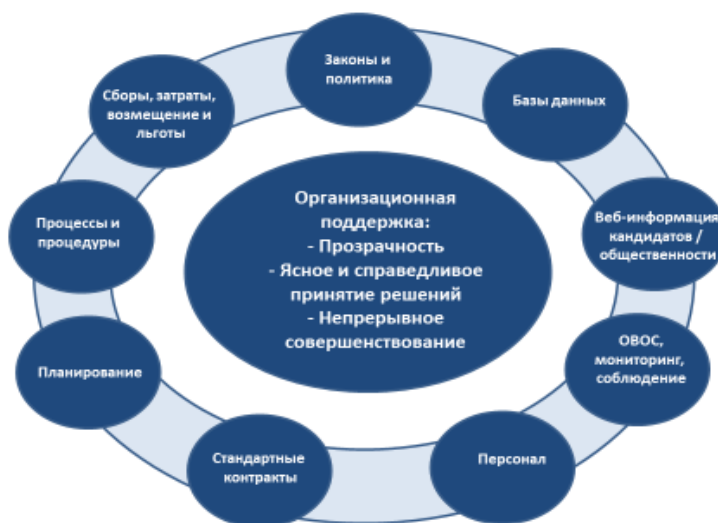 Законы и
политика
Базы данных
Веб-информация
кандидатов /
общественности
ОВОС,
мониторинг,
соблюдение
Персонал
Стандартные
контракты
Планирование
Процессы и
процедуры
Сборы, затраты,
возмещение и
льготы
Организационная
поддержка:
- Прозрачность
- Ясное и справедливое
принятие решений
- Непрерывное
совершенствование